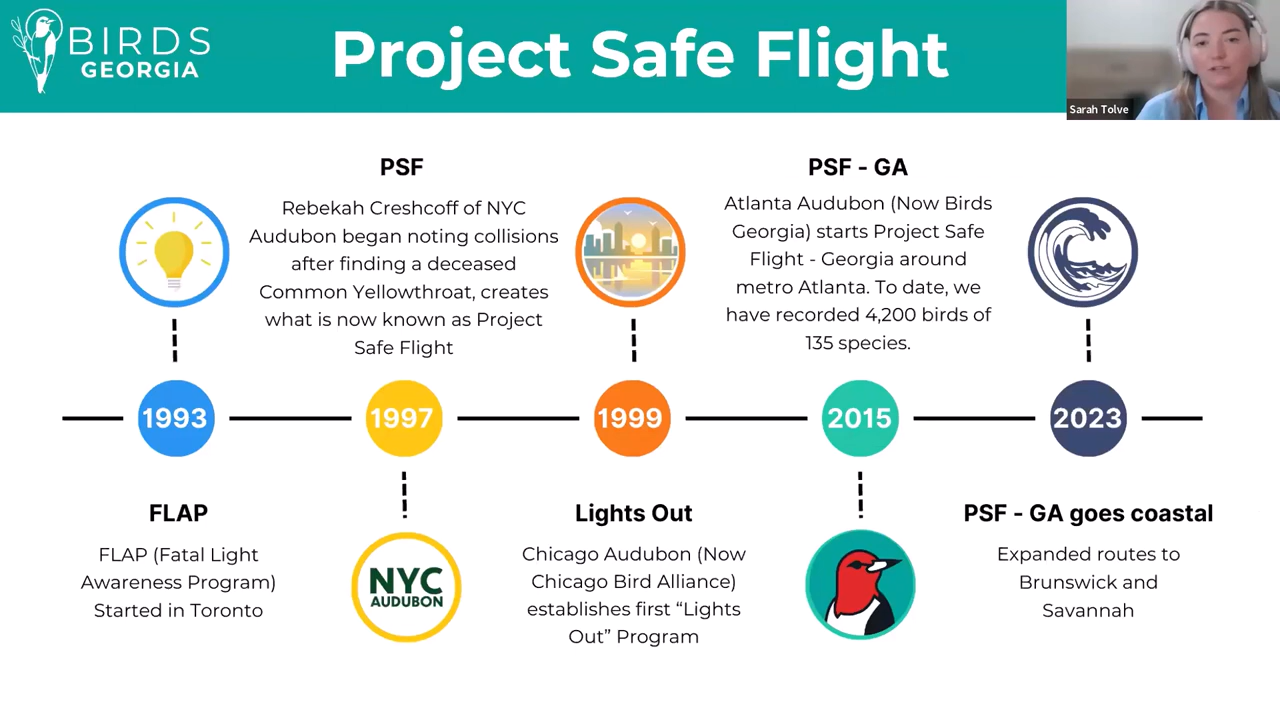 BIRDS
GEORGIA
Project Safe Flight
Sarah Tolve
PSF
Rebekah Creshcoff of NYC
Audubon began noting collisions
after finding a deceased
Common Yellowthroat, creates
what is now known as Project
Safe Flight
PSF - GA
Atlanta Audubon (Now Birds
Georgia) starts Project Safe
Flight - Georgia around
metro Atlanta. To date, we
have recorded 4,200 birds of
135 species.
1993
1997
1999
2015
2023
FLAP
FLAP (Fatal Light
Awareness Program)
Started in Toronto
NYC
AUDUBON
Lights Out
Chicago Audubon (Now
Chicago Bird Alliance)
establishes first “Lights
Out” Program
PSF - GA goes coastal
Expanded routes to
Brunswick and
Savannah